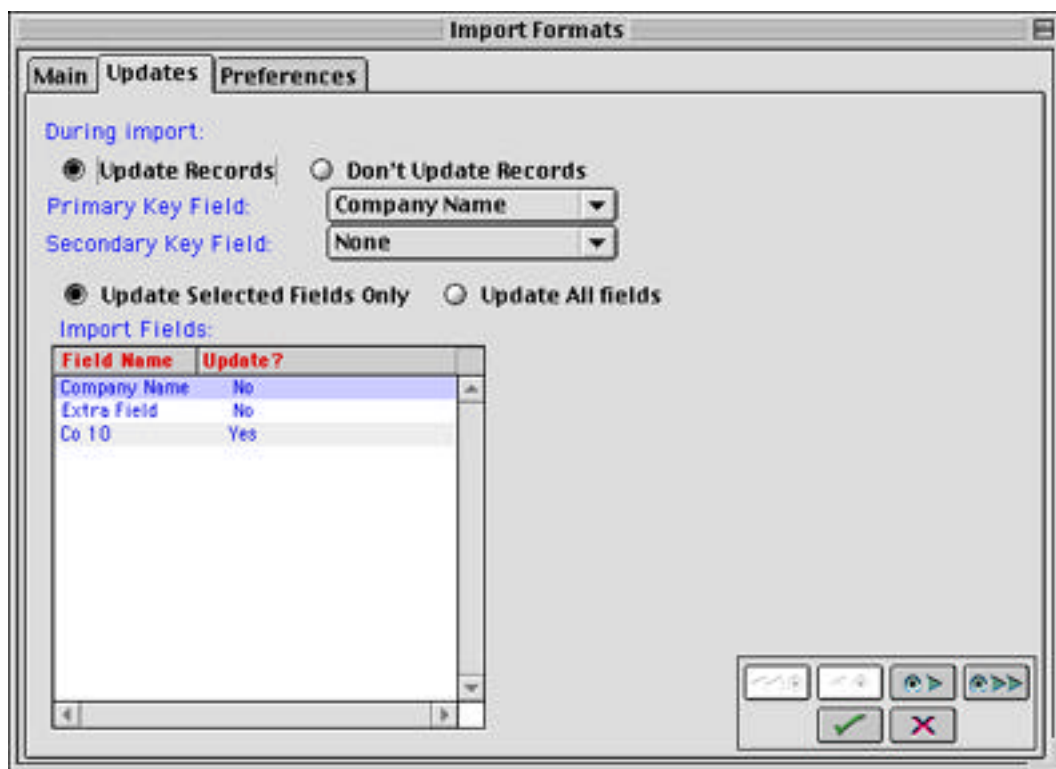 Import Formats
Main Updates Preferences
During import:
Update Records Don't Update Records
Primary Key Field: Company Name
Secondary Key Field: None
Update Selected Fields Only Update All fields
Import Fields:
Field Name Update?
Company Name No
Extra Field No
Co 10 Yes